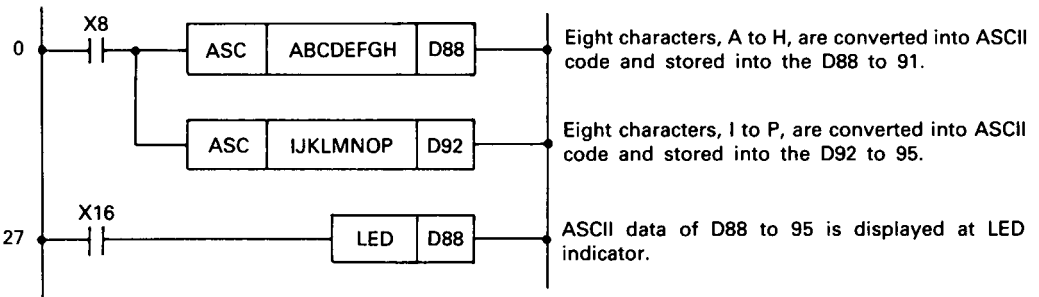 X8
0 ASC ABCDEFGH D88
Eight characters, A to H, are converted into ASCII
code and stored into the D88 to 91.
ASC IJKLMNOP D92
Eight characters, I to P, are converted into ASCII
code and stored into the D92 to 95.
X16
27 LED D88
ASCII data of D88 to 95 is displayed at LED
indicator.